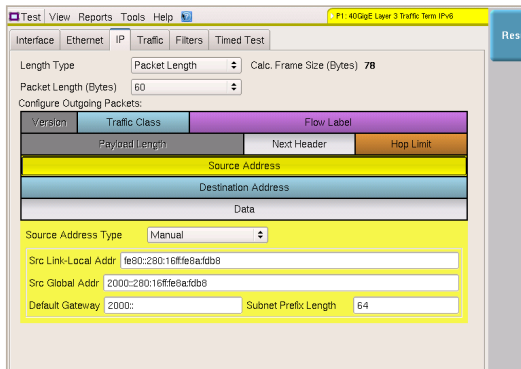 Test View Reports Tools Help P1: 40GigE Layer 3 Traffic Term IPv6
Res
Interface Ethernet IP Traffic Filters Timed Test
Length Type Packet Length Calc. Frame Size (Bytes) 78
Packet Length (Bytes) 60
Configure Outgoing Packets:
Version Traffic Class Flow Label
Payload Length Next Header Hop Limit
Source Address
Destination Address
Data
Source Address Type Manual
Src Link-Local Addr fe80::280:16ff:fe8a:fdb8
Src Global Addr 2000::280:16ff:fe8a:fdb8
Default Gateway 2000:: Subnet Prefix Length 64